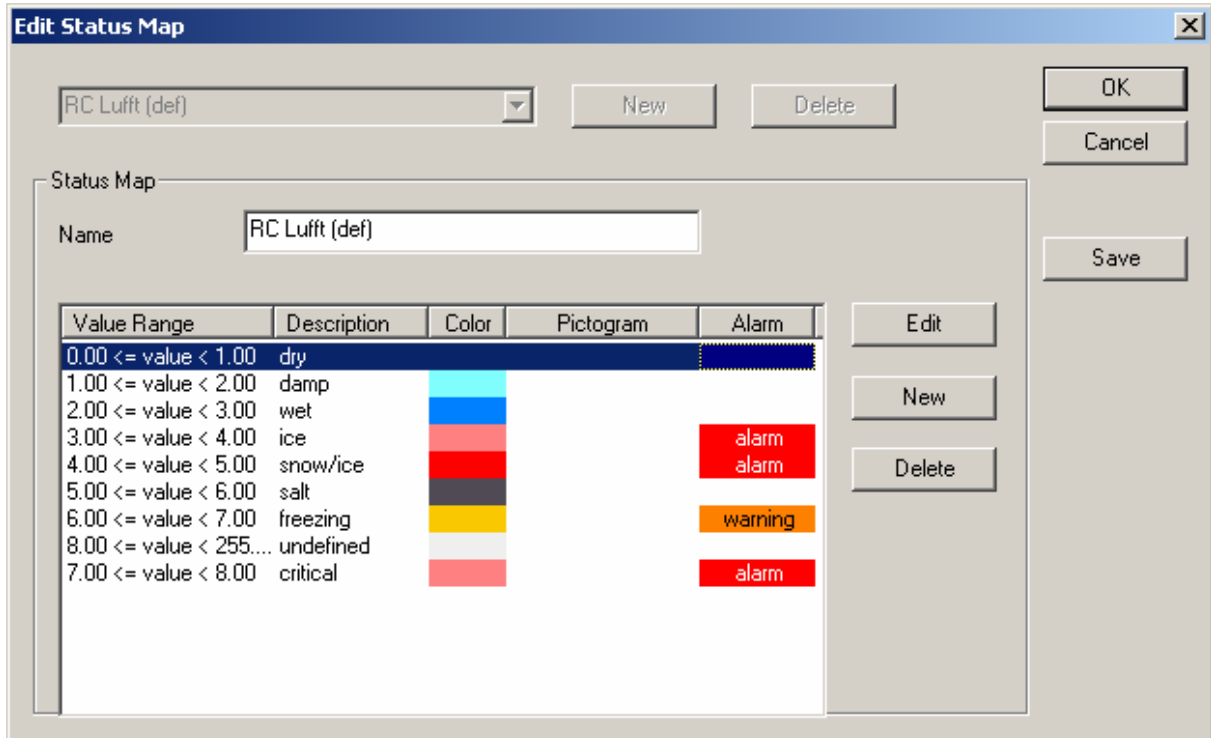 Edit Status Map
RC Lufft (def)
New
Delete
OK
Cancel
Status Map
Name
RC Lufft (def)
Save
Value Range Description Color Pictogram Alarm
0.00 <= value < 1.00 dry
1.00 <= value < 2.00 damp
2.00 <= value < 3.00 wet
3.00 <= value < 4.00 ice alarm
4.00 <= value < 5.00 snow/ice alarm
5.00 <= value < 6.00 salt
6.00 <= value < 7.00 freezing warning
8.00 <= value < 255.... undefined
7.00 <= value < 8.00 critical alarm
Edit
New
Delete